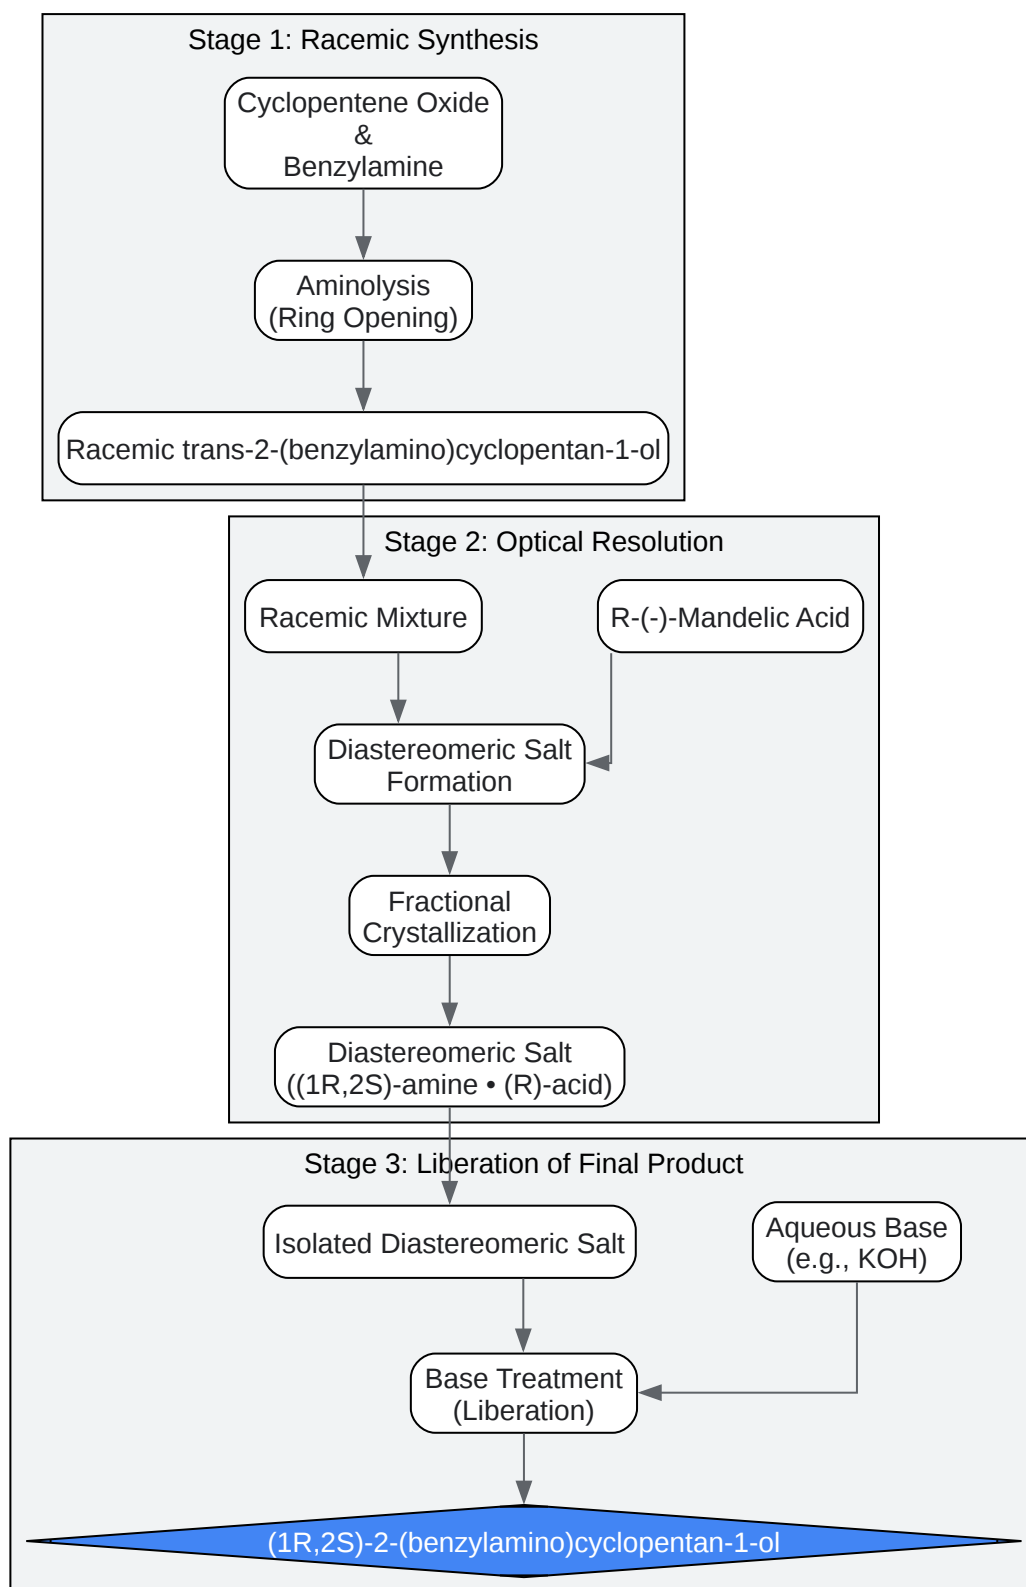 Stage 1: Racemic Synthesis
Cyclopentene Oxide
&
Benzylamine
Aminolysis
(Ring Opening)
Racemic trans-2-(benzylamino)cyclopentan-1-ol
Stage 2: Optical Resolution
Racemic Mixture
R-(-)-Mandelic Acid
Diastereomeric Salt
Formation
Fractional
Crystallization
Diastereomeric Salt
((1R,2S)-amine • (R)-acid)
Stage 3: Liberation of Final Product
Isolated Diastereomeric Salt
Aqueous Base
(e.g., KOH)
Base Treatment
(Liberation)
(1R,2S)-2-(benzylamino)cyclopentan-1-ol